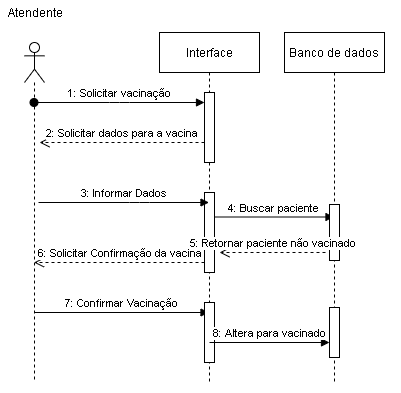 Atendente
Interface
Banco de dados
1: Solicitar vacinação
2: Solicitar dados para a vacina
3: Informar Dados
4: Buscar paciente
5: Retornar paciente não vacinado
6: Solicitar Confirmação da vacina
7: Confirmar Vacinação
8: Altera para vacinado